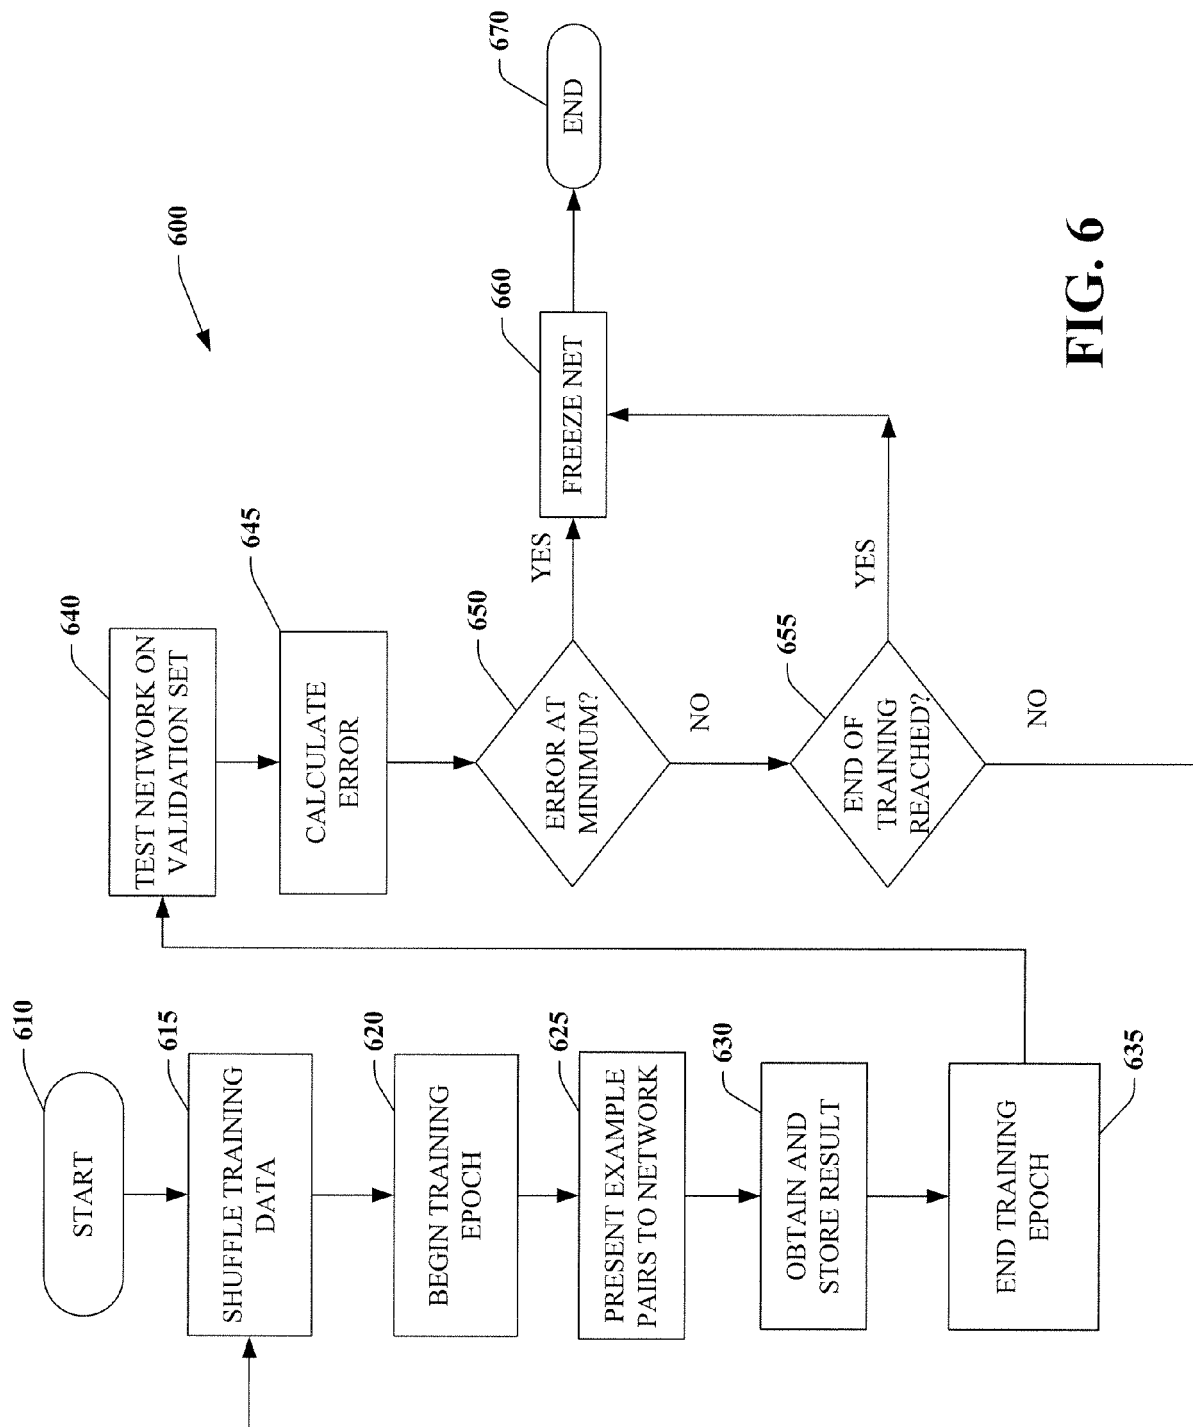 600
610
START
615
SHUFFLE TRAINING
DATA
620
BEGIN TRAINING
EPOCH
625
PRESENT EXAMPLE
PAIRS TO NETWORK
630
OBTAIN AND
STORE RESULT
635
END TRAINING
EPOCH
640
TEST NETWORK ON
VALIDATION SET
645
CALCULATE
ERROR
650
ERROR AT
MINIMUM?
YES
NO
655
END OF
TRAINING
REACHED?
YES
NO
660
FREEZE NET
670
END
FIG. 6